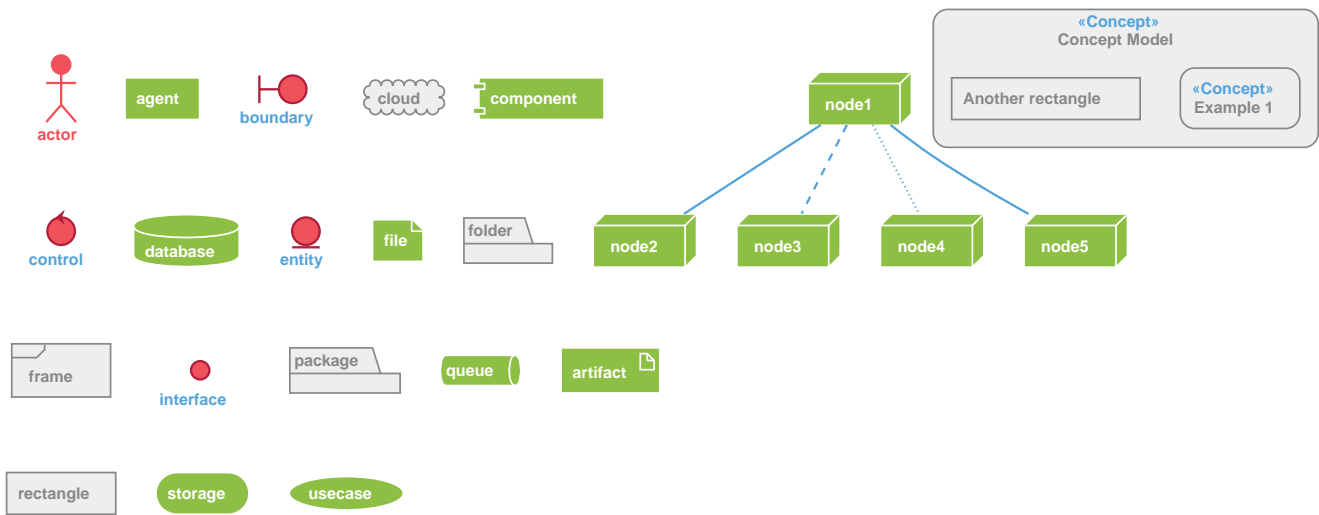 «Concept»
Concept Model
actor
agent
boundary
cloud
component
node1
Another rectangle
«Concept»
Example 1
control
database
entity
file
folder
node2
node3
node4
node5
frame
interface
package
queue
artifact
rectangle
storage
usecase